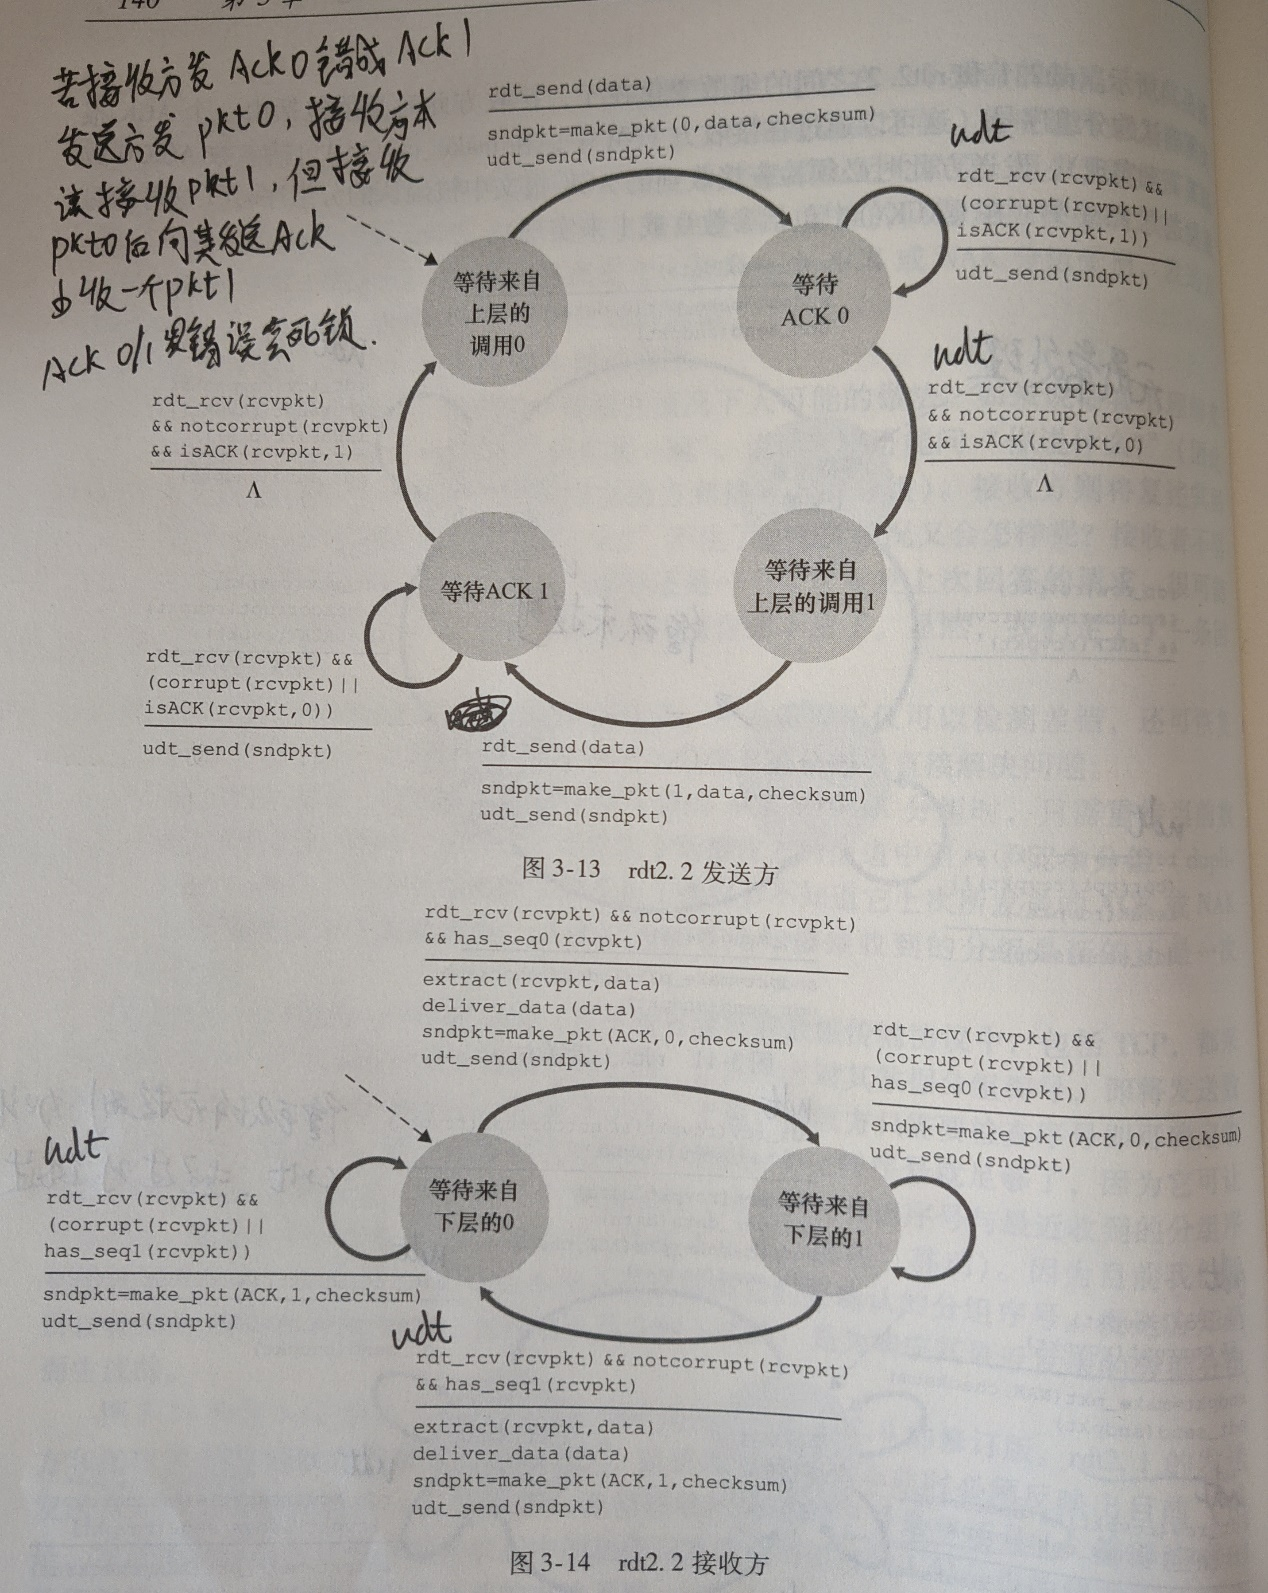 140 第3章
苦接收方发 Ack0错成 Ack1
发送方发 pkt0，接收方本
该接收pkt1，但接收
pkt0后向其发送Ack
收一个pkt1
Ack 0/1 错误会死锁.
rdt_send(data)
sndpkt=make_pkt(0,data,checksum)
udt_send(sndpkt)
udt
rdt_rcv(rcvpkt) &&
(corrupt(rcvpkt)||
isACK(rcvpkt,1))
udt_send(sndpkt)
等待来自
上层的
调用0
等待
ACK 0
udt
rdt_rcv(rcvpkt)
&& notcorrupt(rcvpkt)
&& isACK(rcvpkt,0)
Λ
rdt_rcv(rcvpkt)
&& notcorrupt(rcvpkt)
&& isACK(rcvpkt,1)
Λ
等待ACK 1
等待来自
上层的调用1
rdt_rcv(rcvpkt) &&
(corrupt(rcvpkt)||
isACK(rcvpkt,0))
udt_send(sndpkt)
rdt_send(data)
sndpkt=make_pkt(1,data,checksum)
udt_send(sndpkt)
图 3-13 rdt2. 2 发送方
rdt_rcv(rcvpkt) && notcorrupt(rcvpkt)
&& has_seq0(rcvpkt)
extract(rcvpkt,data)
deliver_data(data)
sndpkt=make_pkt(ACK,0,checksum)
udt_send(sndpkt)
rdt_rcv(rcvpkt) &&
(corrupt(rcvpkt)||
has_seq0(rcvpkt))
sndpkt=make_pkt(ACK,0,checksum)
udt_send(sndpkt)
udt
rdt_rcv(rcvpkt) &&
(corrupt(rcvpkt)||
has_seq1(rcvpkt))
sndpkt=make_pkt(ACK,1,checksum)
udt_send(sndpkt)
等待来自
下层的0
等待来自
下层的1
udt
rdt_rcv(rcvpkt) && notcorrupt(rcvpkt)
&& has_seq1(rcvpkt)
extract(rcvpkt,data)
deliver_data(data)
sndpkt=make_pkt(ACK,1,checksum)
udt_send(sndpkt)
图 3-14 rdt2. 2 接收方